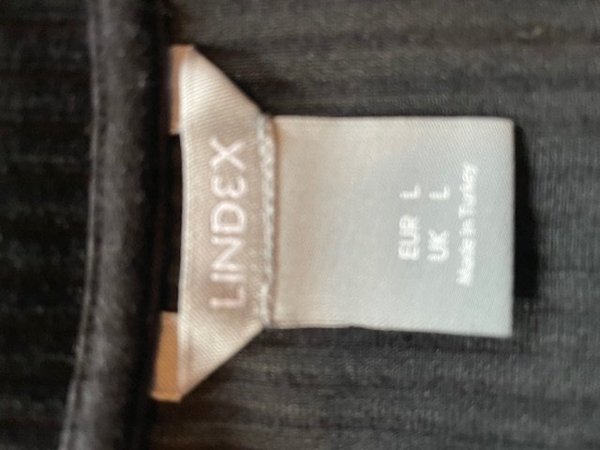 LINDEX
EUR L
UK L
Made in Turkey